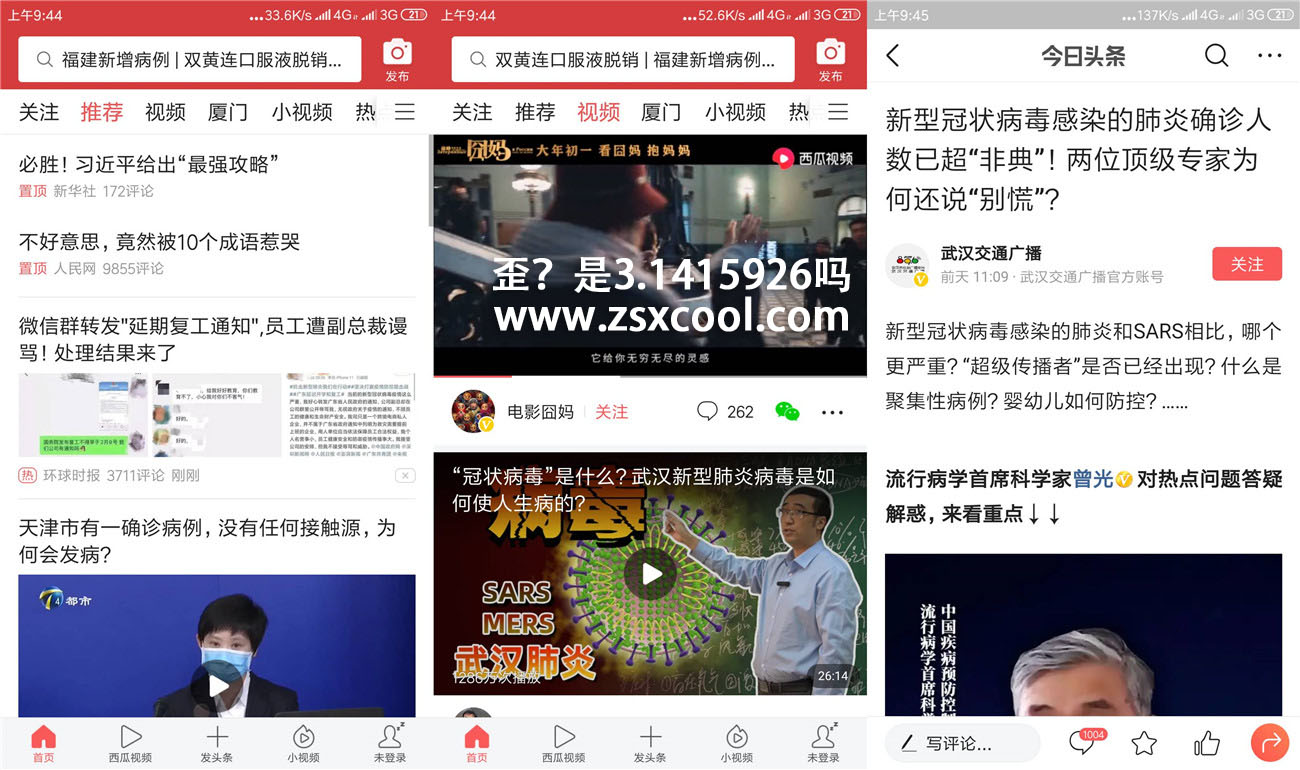 上午9:44
...33.6K/s 4G 3G 21
福建新增病例 | 双黄连口服液脱销...
发布
关注 推荐 视频 厦门 小视频 热
必胜！习近平给出“最强攻略”
置顶 新华社 172评论
不好意思，竟然被10个成语惹哭
置顶 人民网 9855评论
微信群转发"延期复工通知",员工遭副总裁谩
骂！处理结果来了
热 环球时报 3711评论 刚刚
天津市有一确诊病例，没有任何接触源，为
何会发病？
都市
首页 西瓜视频 发头条 小视频 未登录
上午9:44
...52.6K/s 4G 3G 21
双黄连口服液脱销 | 福建新增病例...
发布
关注 推荐 视频 厦门 小视频 热
囧妈 大年初一 看囧妈 抱妈妈
西瓜视频
歪？是3.1415926吗
www.zsxcool.com
它给你无穷无尽的灵感
电影囧妈 关注 262
“冠状病毒”是什么？武汉新型肺炎病毒是如
何使人生病的？
病毒
SARS
MERS
武汉肺炎
1286万次播放
26:14
首页 西瓜视频 发头条 小视频 未登录
上午9:45
...137K/s 4G 3G 21
今日头条
新型冠状病毒感染的肺炎确诊人
数已超“非典”！两位顶级专家为
何还说“别慌”？
武汉交通广播
前天 11:09 · 武汉交通广播官方账号
关注
新型冠状病毒感染的肺炎和SARS相比，哪个
更严重？“超级传播者”是否已经出现？什么是
聚集性病例？婴幼儿如何防控？……
流行病学首席科学家曾光 对热点问题答疑
解惑，来看重点↓↓
中国疾病预防控制
流行病学首席科学
写评论...
1004